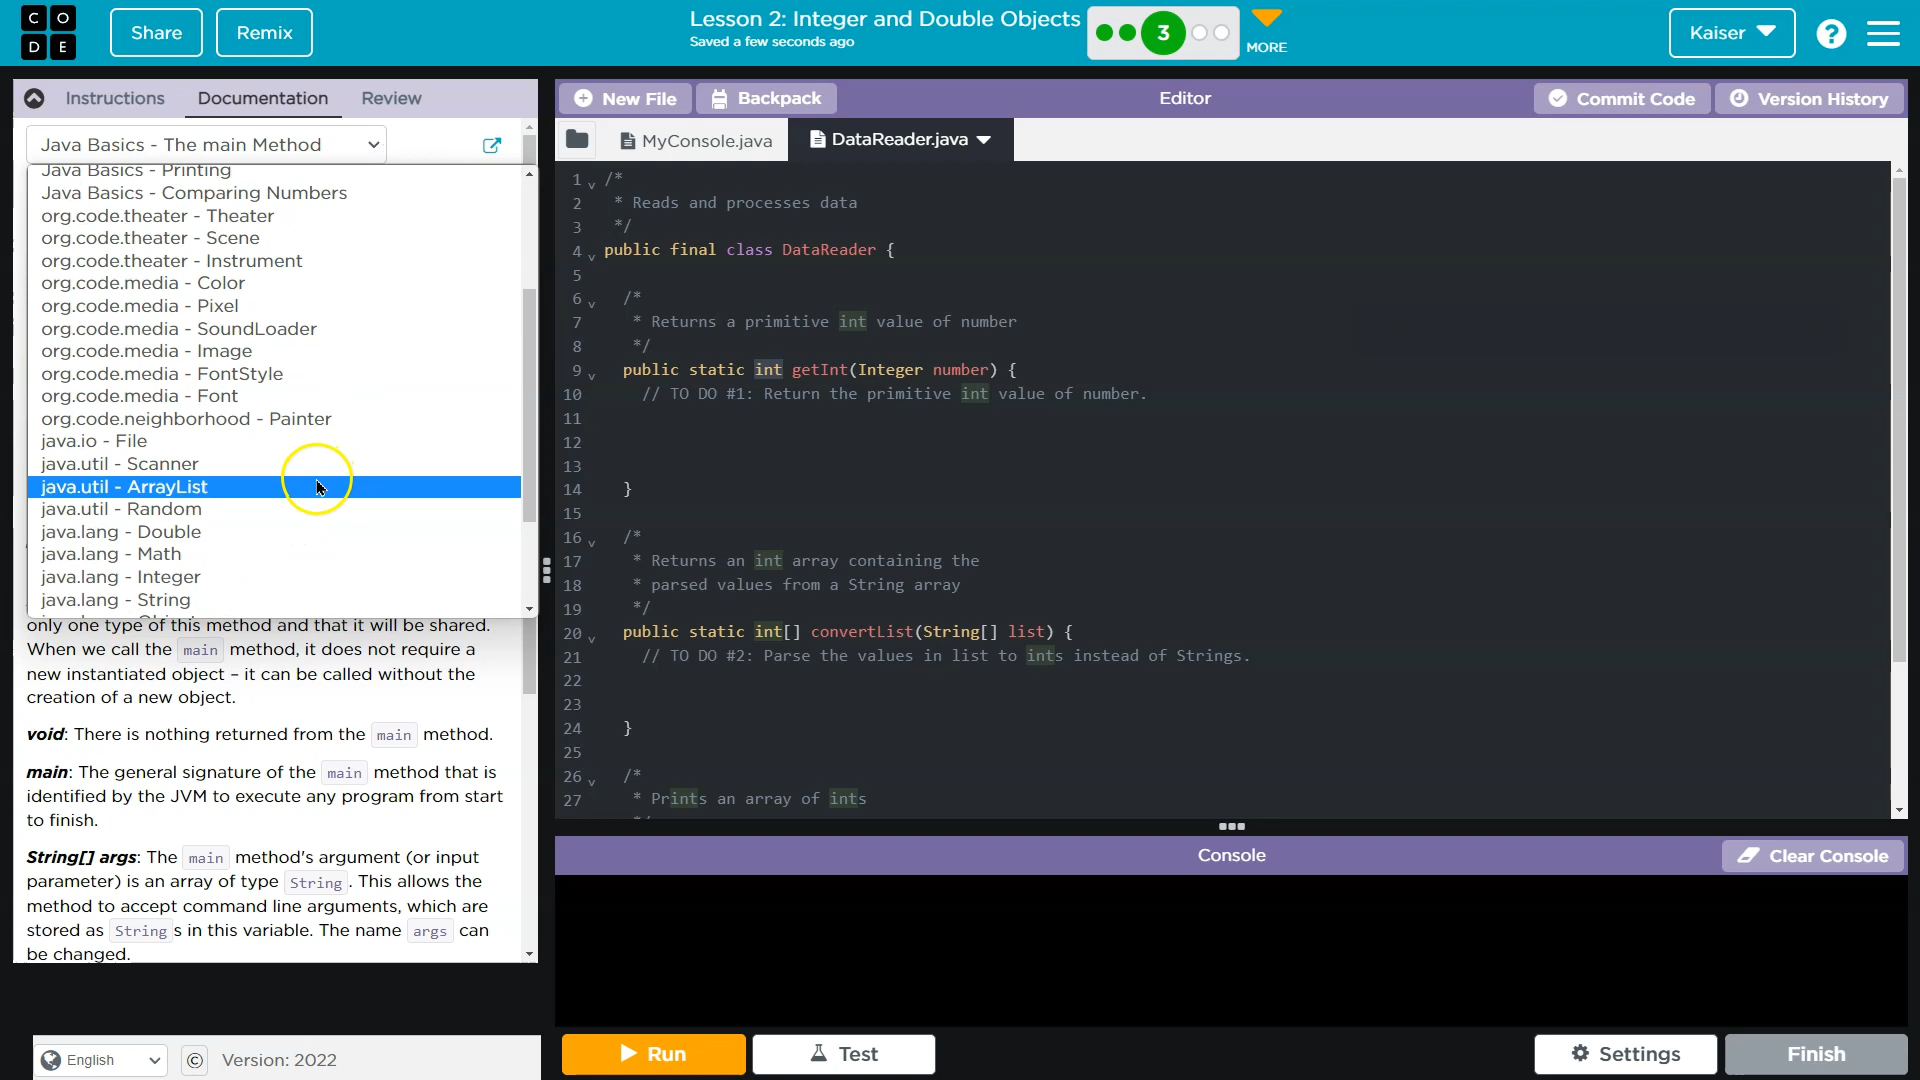 C O
D E
Share
Remix
Lesson 2: Integer and Double Objects
Saved a few seconds ago
3
MORE
Kaiser
?
Instructions
Documentation
Review
Java Basics - The main Method
Java Basics - Printing
Java Basics - Comparing Numbers
org.code.theater - Theater
org.code.theater - Scene
org.code.theater - Instrument
org.code.media - Color
org.code.media - Pixel
org.code.media - SoundLoader
org.code.media - Image
org.code.media - FontStyle
org.code.media - Font
org.code.neighborhood - Painter
java.io - File
java.util - Scanner
java.util - ArrayList
java.util - Random
java.lang - Double
java.lang - Math
java.lang - Integer
java.lang - String
only one type of this method and that it will be shared.
When we call the main method, it does not require a
new instantiated object – it can be called without the
creation of a new object.
void: There is nothing returned from the main method.
main: The general signature of the main method that is
identified by the JVM to execute any program from start
to finish.
String[] args: The main method's argument (or input
parameter) is an array of type String. This allows the
method to accept command line arguments, which are
stored as Strings in this variable. The name args can
be changed.
English
©
Version: 2022
New File
Backpack
Editor
Commit Code
Version History
MyConsole.java
DataReader.java
1 /*
2 * Reads and processes data
3 */
4 public final class DataReader {
5
6 /*
7 * Returns a primitive int value of number
8 */
9 public static int getInt(Integer number) {
10 // TO DO #1: Return the primitive int value of number.
11
12
13
14 }
15
16 /*
17 * Returns an int array containing the
18 * parsed values from a String array
19 */
20 public static int[] convertList(String[] list) {
21 // TO DO #2: Parse the values in list to ints instead of Strings.
22
23
24 }
25
26 /*
27 * Prints an array of ints
Console
Clear Console
Run
Test
Settings
Finish